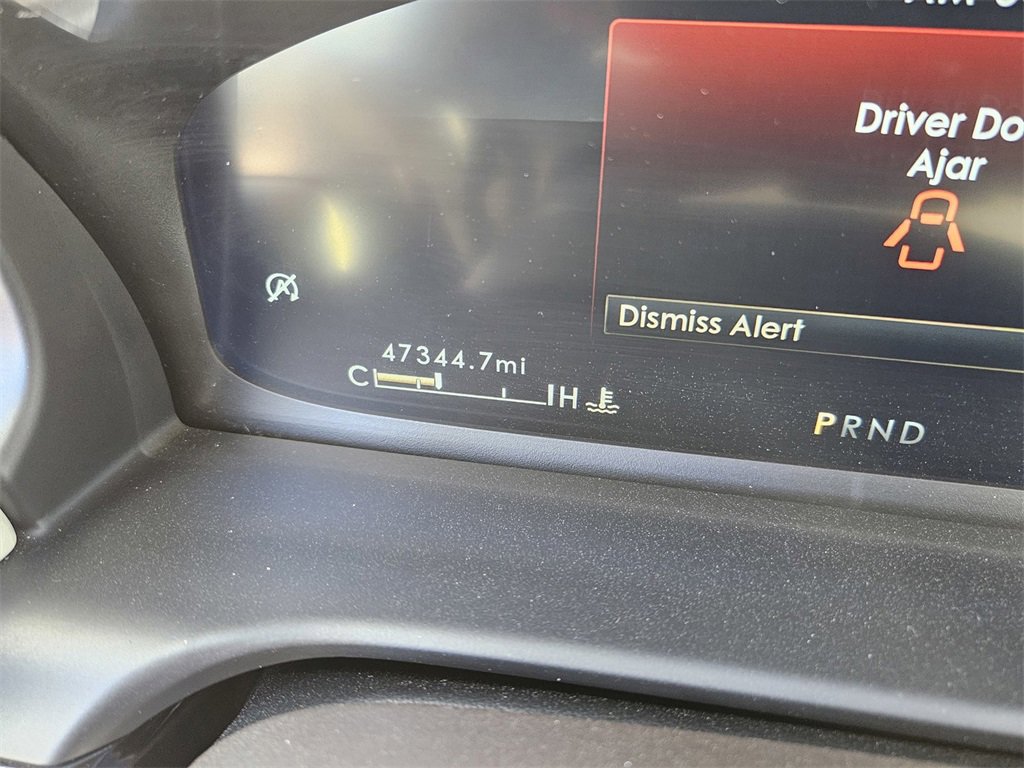 Driver Do
Ajar
Dismiss Alert
47344.7mi
C H
PRND